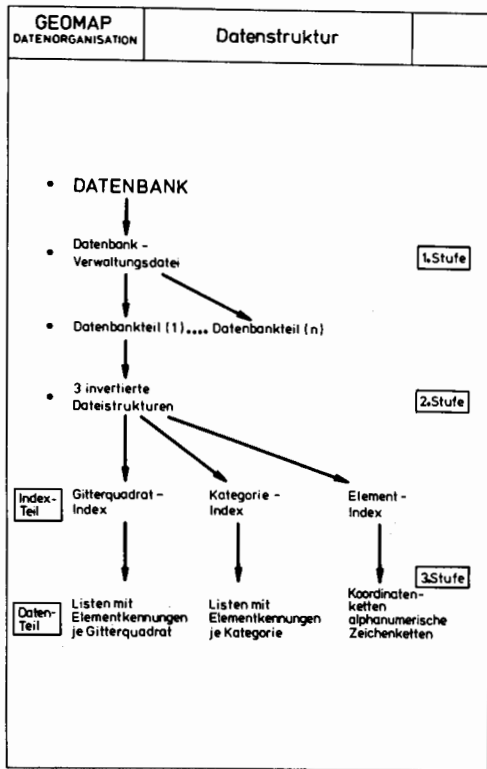 GEOMAP
DATENORGANISATION
Datenstruktur
• DATENBANK
• Datenbank-
Verwaltungsdatei
1.Stufe
• Datenbankteil (1).... Datenbankteil (n)
• 3 invertierte
Dateistrukturen
2.Stufe
Index-
Teil
Gitterquadrat-
Index
Kategorie-
Index
Element-
Index
3.Stufe
Daten-
Teil
Listen mit
Elementkennungen
je Gitterquadrat
Listen mit
Elementkennungen
je Kategorie
Koordinaten-
ketten
alphanumerische
Zeichenketten